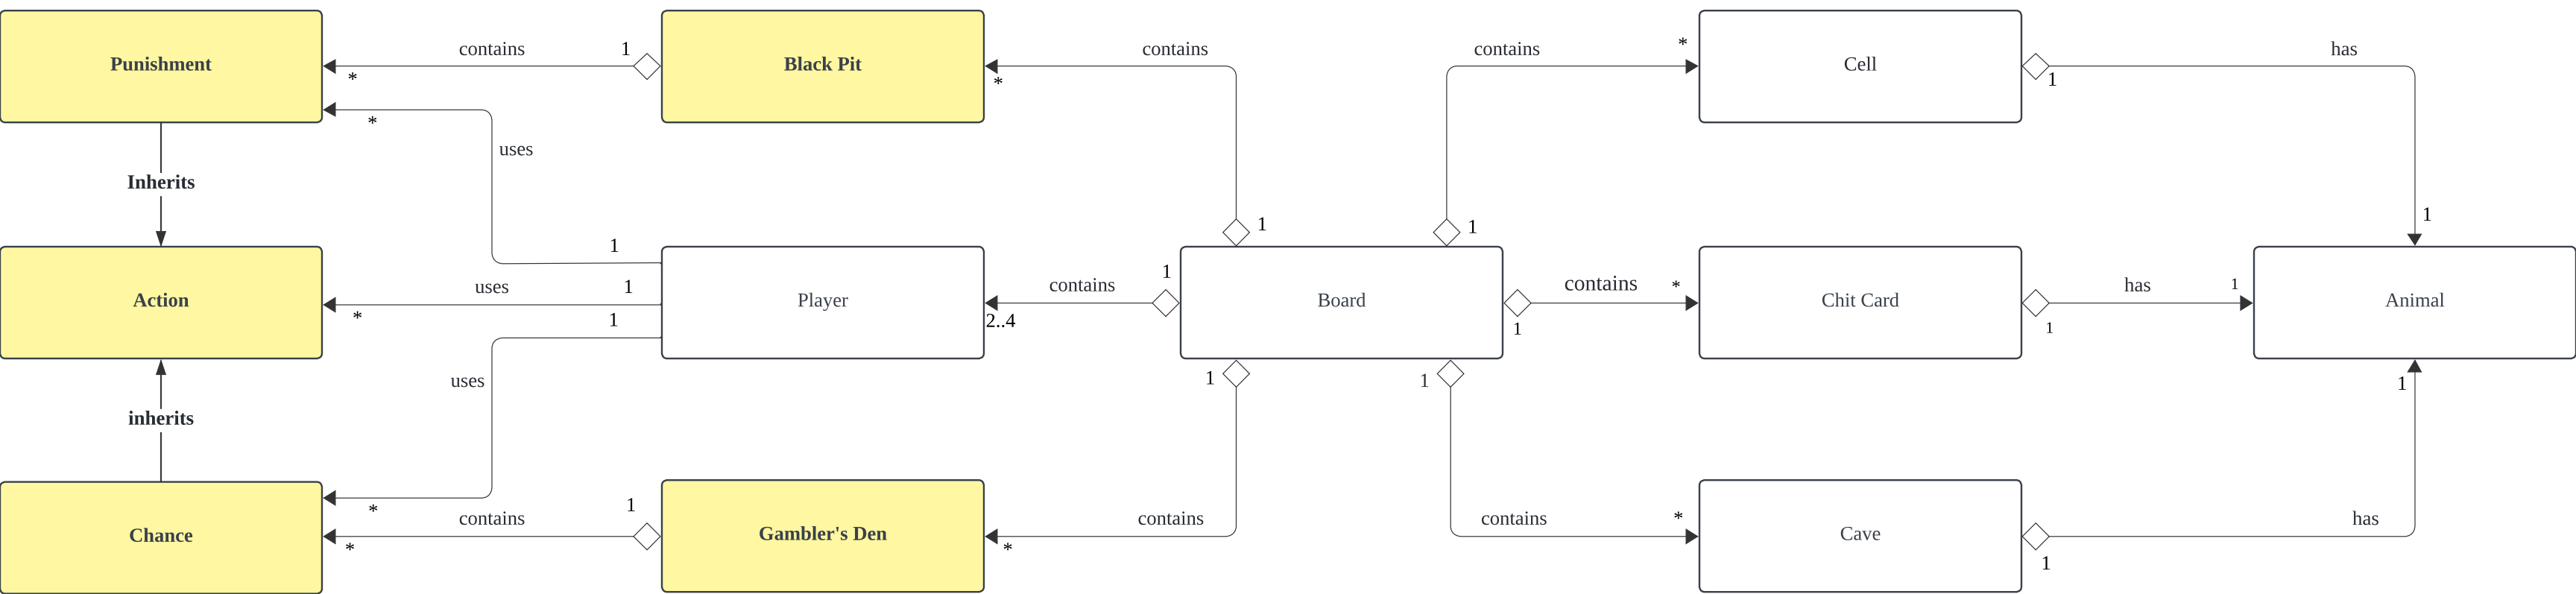 contains
1
*
Punishment
Black Pit
contains
*
1
contains
*
1
Cell
has
1
1
*
uses
1
Inherits
Action
uses
1
*
1
uses
Player
contains
1
2..4
Board
contains
*
1
Chit Card
has
1
1
Animal
inherits
Chance
*
contains
1
*
Gambler's Den
1
contains
*
1
contains
*
Cave
1
has
1